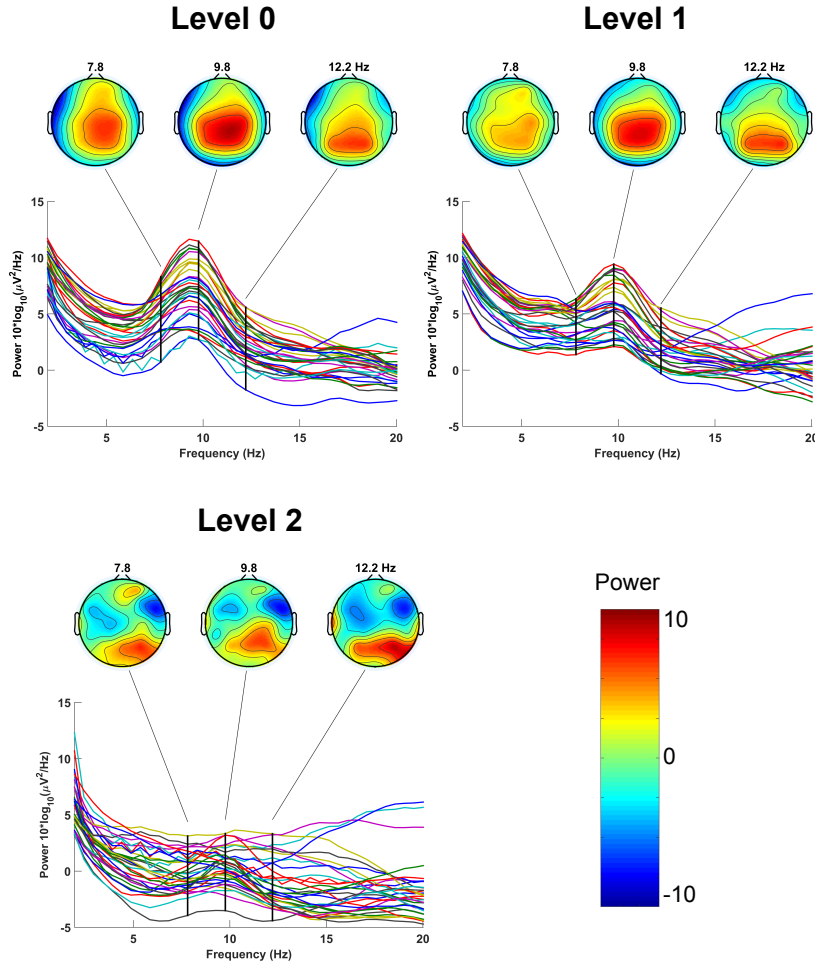 Level 0
7.8 9.8 12.2 Hz
15
10
5
0
-5
Power 10*log10(μV2/Hz)
5 10 15 20
Frequency (Hz)
Level 1
7.8 9.8 12.2 Hz
15
10
5
0
-5
Power 10*log10(μV2/Hz)
5 10 15 20
Frequency (Hz)
Level 2
7.8 9.8 12.2 Hz
15
10
5
0
-5
Power 10*log10(μV2/Hz)
5 10 15 20
Frequency (Hz)
Power
10
0
-10